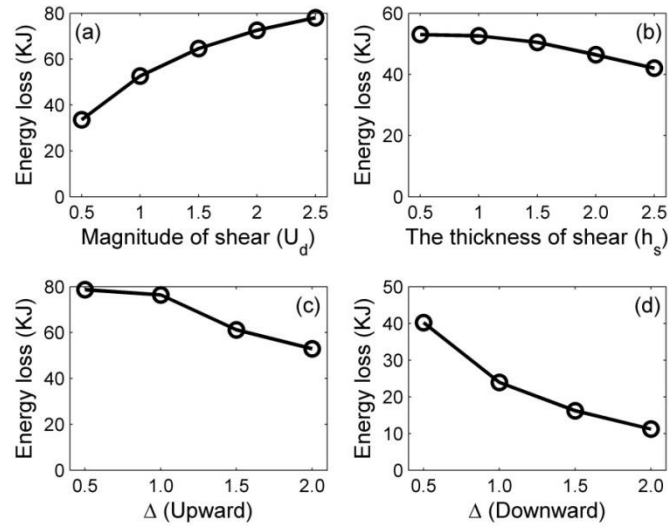 (a)
Energy loss (KJ)
80
60
40
20
0
0.5 1 1.5 2 2.5
Magnitude of shear (U_d)
(b)
Energy loss (KJ)
60
40
20
0
0.5 1 1.5 2.0 2.5
The thickness of shear (h_s)
(c)
Energy loss (KJ)
80
60
40
20
0
0.5 1.0 1.5 2.0
Δ (Upward)
(d)
Energy loss (KJ)
50
40
30
20
10
0
0.5 1.0 1.5 2.0
Δ (Downward)